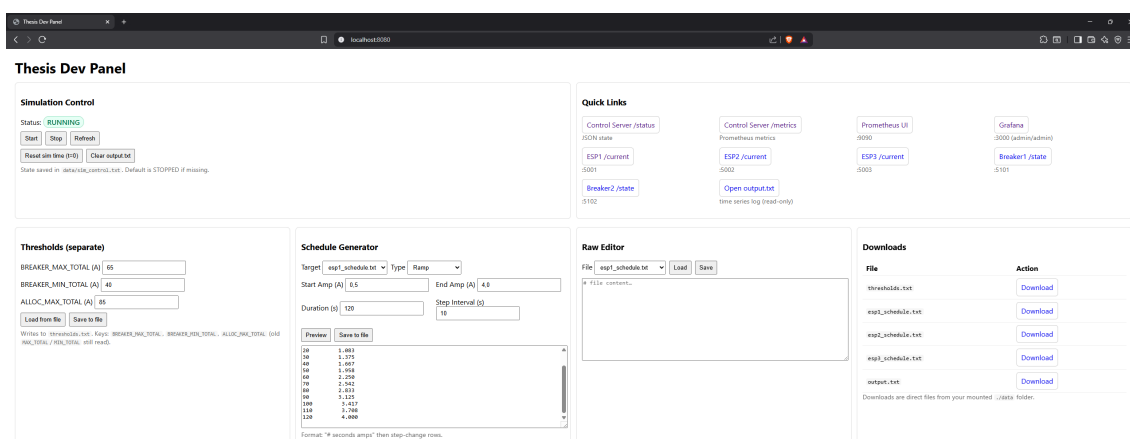 Thesis Dev Panel
localhost:8080
Thesis Dev Panel
Simulation Control
Status: RUNNING
Start Stop Refresh
Reset sim time (t=0) Clear output.txt
State saved in data/sim_control.txt. Default is STOPPED if missing.
Quick Links
Control Server /status
JSON state
Control Server /metrics
Prometheus metrics
Prometheus UI
:9090
Grafana
:3000 (admin/admin)
ESP1 /current
:5001
ESP2 /current
:5002
ESP3 /current
:5003
Breaker1 /state
:5101
Breaker2 /state
:5102
Open output.txt
time series log (read-only)
Thresholds (separate)
BREAKER_MAX_TOTAL (A) 65
BREAKER_MIN_TOTAL (A) 40
ALLOC_MAX_TOTAL (A) 85
Load from file Save to file
Writes to thresholds.txt. Keys: BREAKER_MAX_TOTAL, BREAKER_MIN_TOTAL, ALLOC_MAX_TOTAL (old
MAX_TOTAL / MIN_TOTAL still read).
Schedule Generator
Target esp1_schedule.txt Type Ramp
Start Amp (A) 0,5 End Amp (A) 4,0
Duration (s) 120 Step Interval (s) 10
Preview Save to file
20 1.083
30 1.375
40 1.667
50 1.958
60 2.250
70 2.542
80 2.833
90 3.125
100 3.417
110 3.708
120 4.000
Format: "# seconds amps" then step-change rows.
Raw Editor
File esp1_schedule.txt Load Save
# file content…
Downloads
File Action
thresholds.txt Download
esp1_schedule.txt Download
esp2_schedule.txt Download
esp3_schedule.txt Download
output.txt Download
Downloads are direct files from your mounted ./data folder.